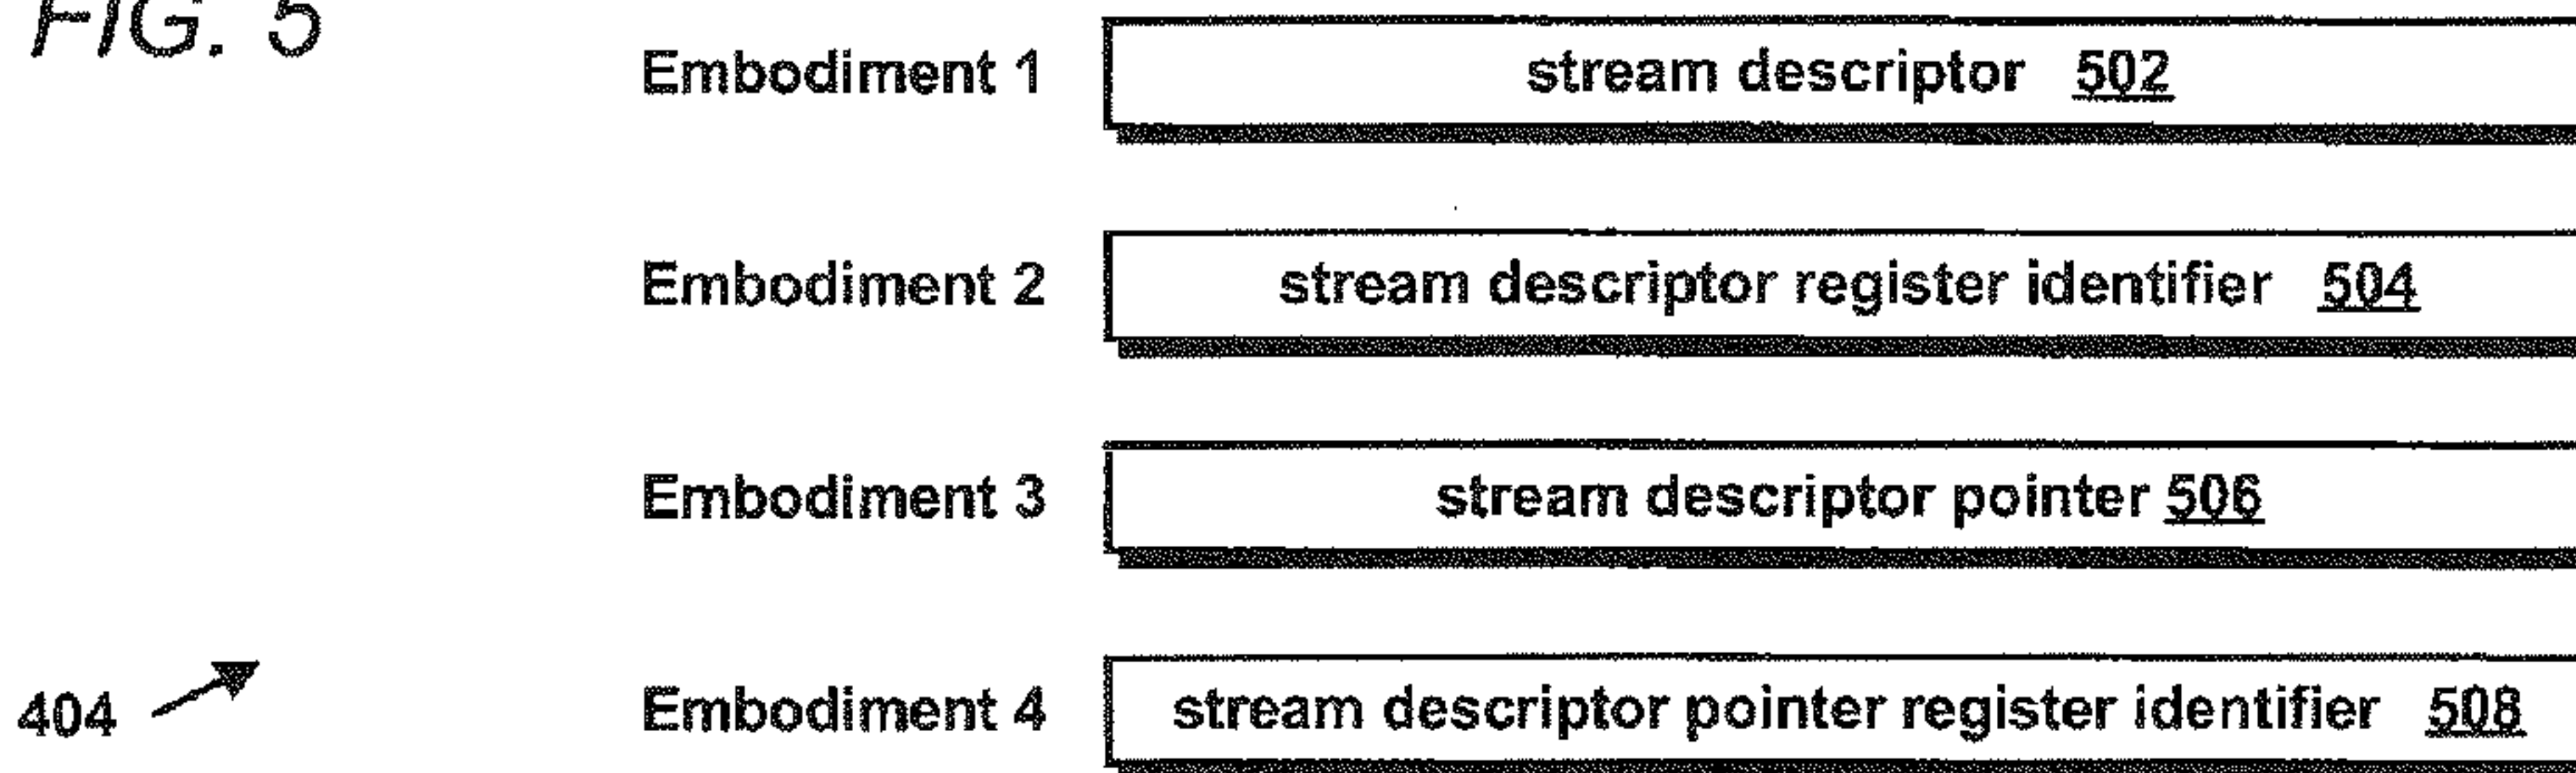 FIG. 5
Embodiment 1 stream descriptor 502
Embodiment 2 stream descriptor register identifier 504
Embodiment 3 stream descriptor pointer 506
404 Embodiment 4 stream descriptor pointer register identifier 508